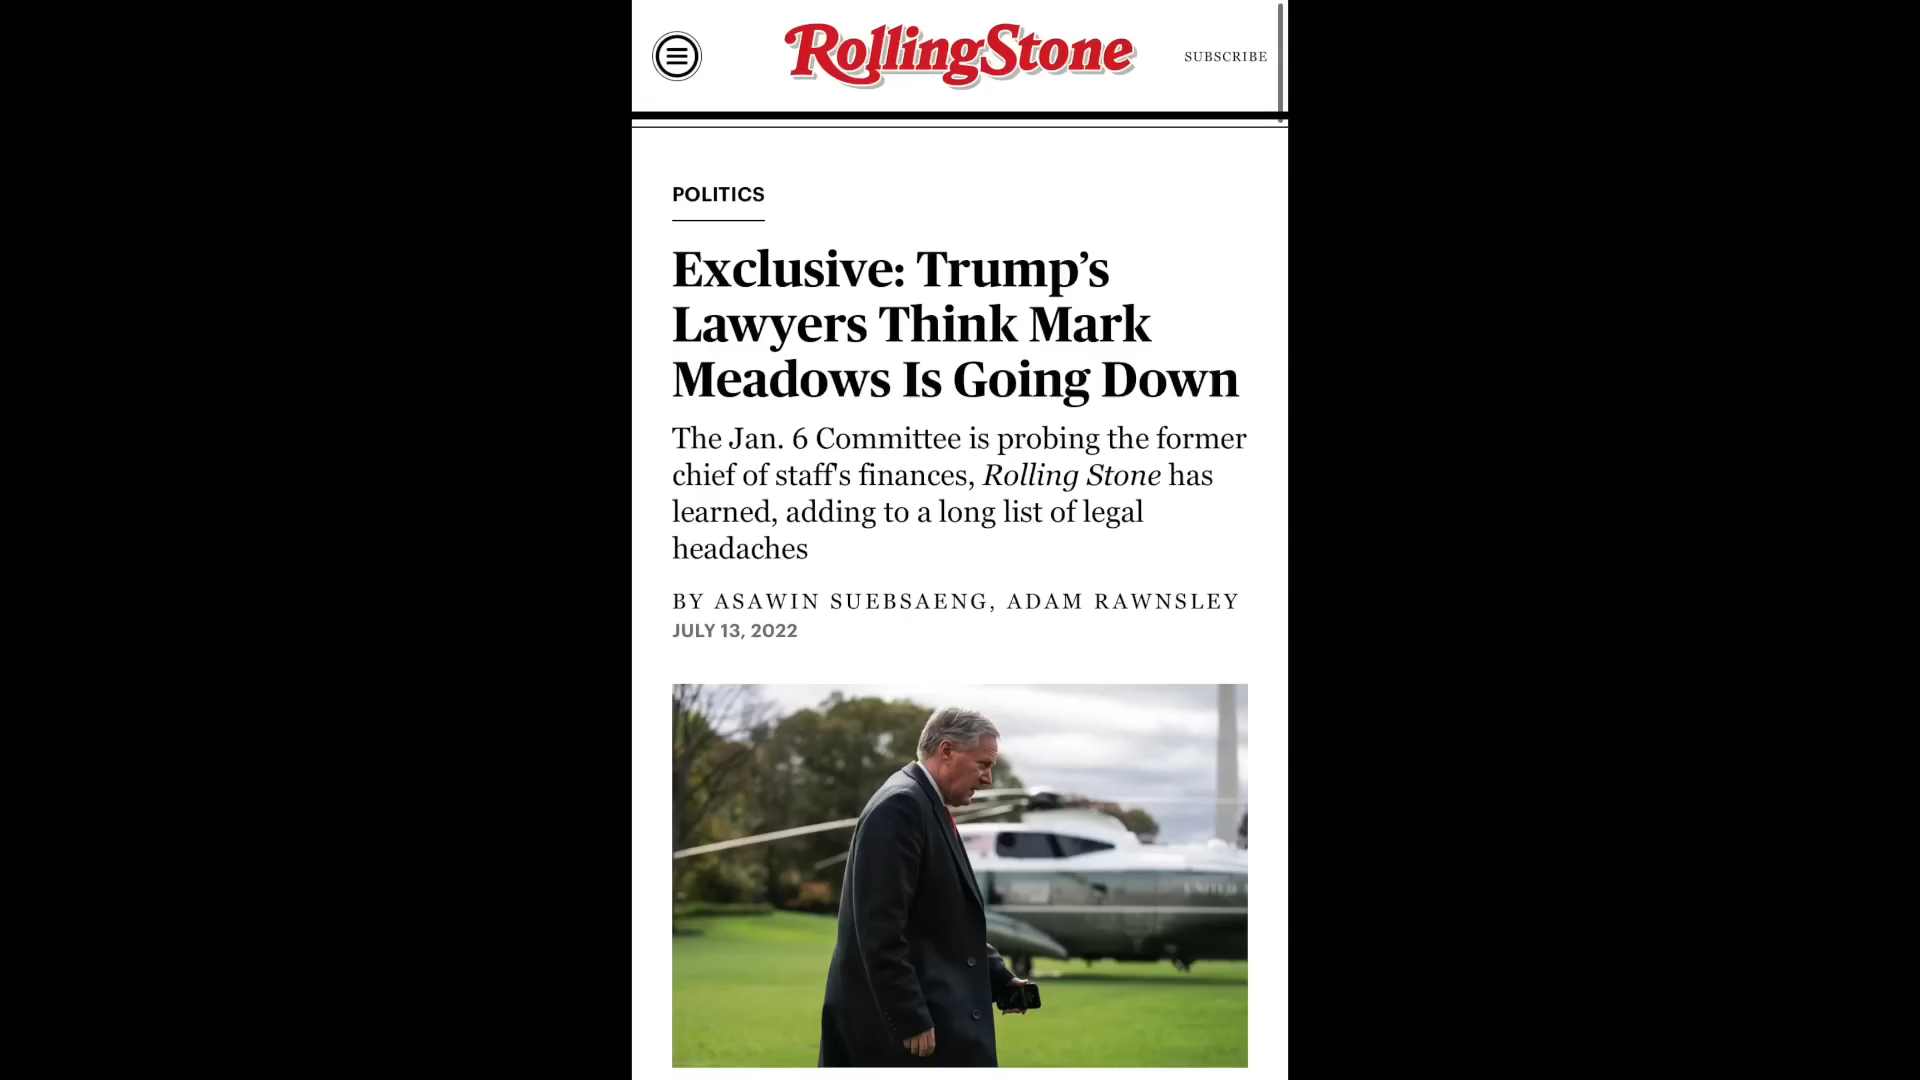 RollingStone
SUBSCRIBE
POLITICS
Exclusive: Trump’s
Lawyers Think Mark
Meadows Is Going Down
The Jan. 6 Committee is probing the former
chief of staff's finances, Rolling Stone has
learned, adding to a long list of legal
headaches
BY ASAWIN SUEBSAENG, ADAM RAWNSLEY
JULY 13, 2022